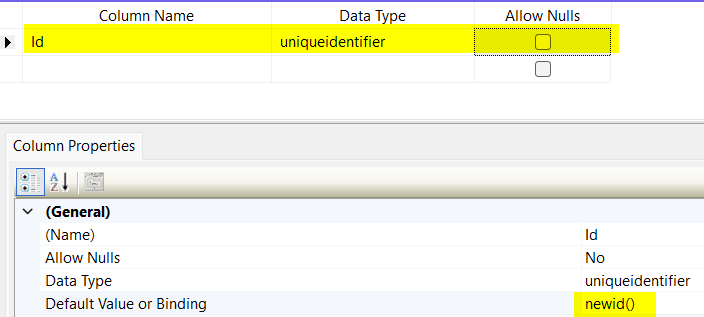 Column Name Data Type Allow Nulls
Id uniqueidentifier
Column Properties
(General)
(Name) Id
Allow Nulls No
Data Type uniqueidentifier
Default Value or Binding newid()